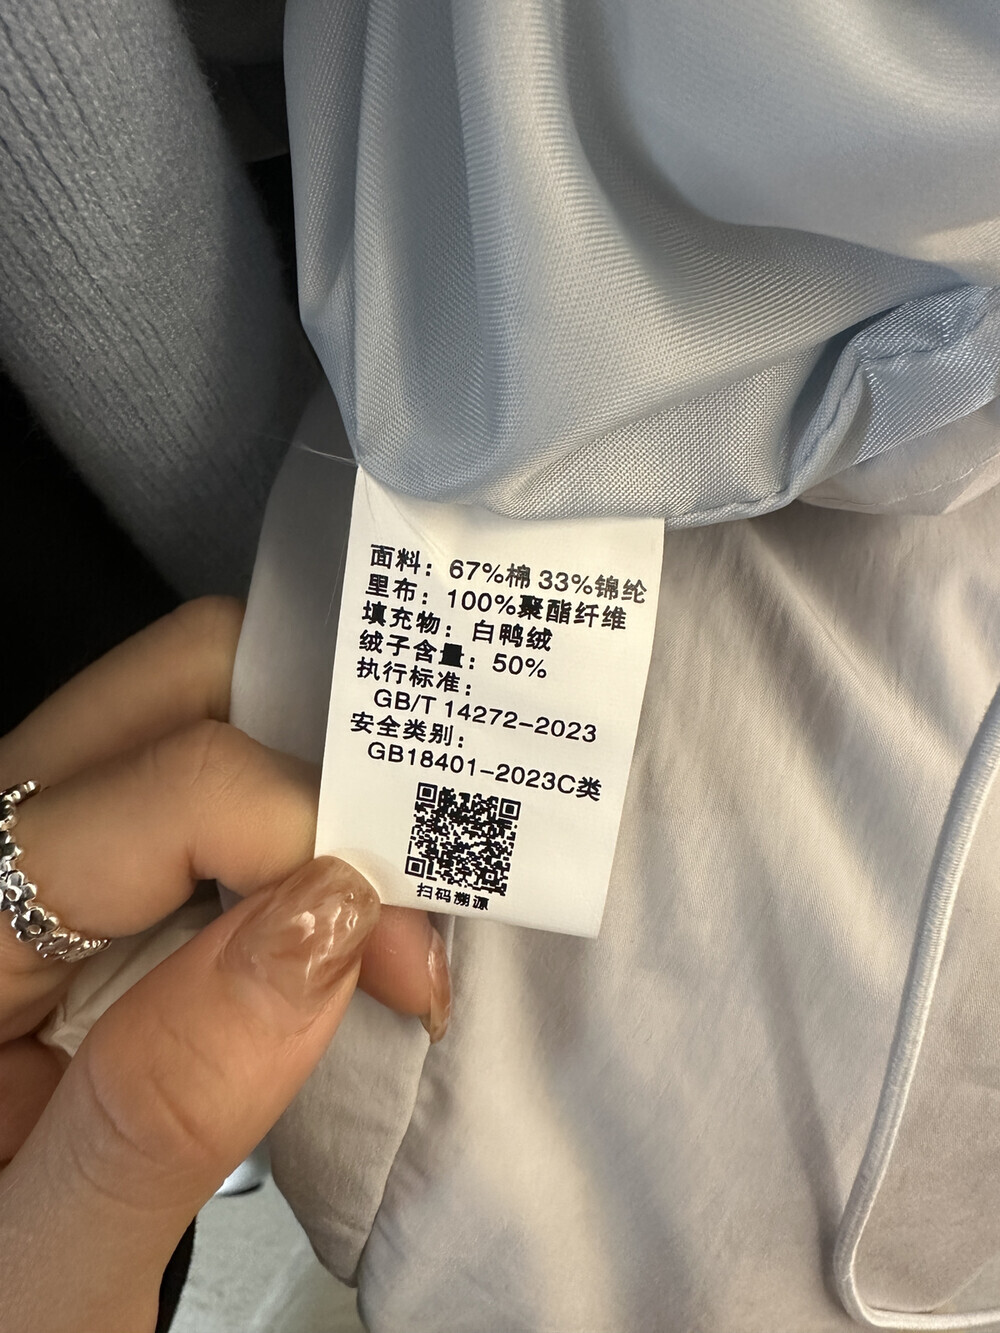 面料：67%棉 33%锦纶
里布：100%聚酯纤维
填充物：白鸭绒
绒子含量：50%
执行标准：
GB/T 14272-2023
安全类别：
GB18401-2023C类
扫码溯源